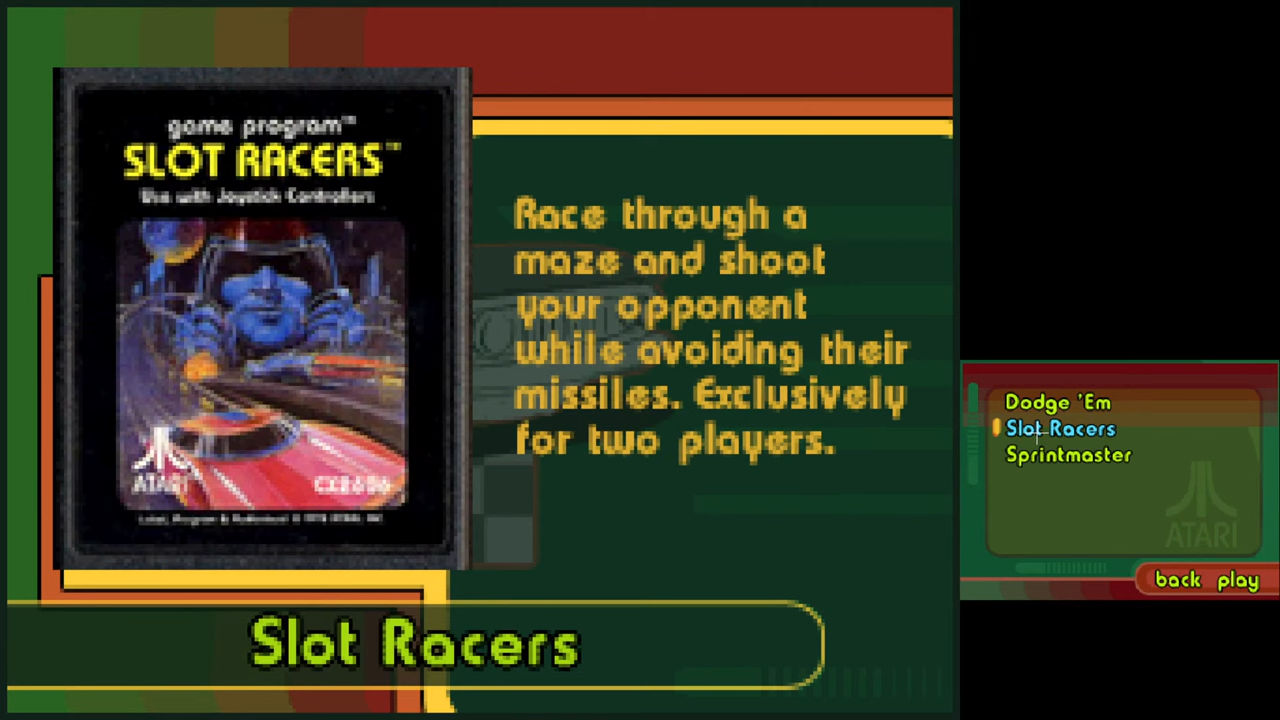 game program™
SLOT RACERS™
Use with Joystick Controllers
ATARI
CX2606
Race through a
maze and shoot
your opponent
while avoiding their
missiles. Exclusively
for two players.
Slot Racers
Dodge 'Em
Slot Racers
Sprintmaster
ATARI
back play